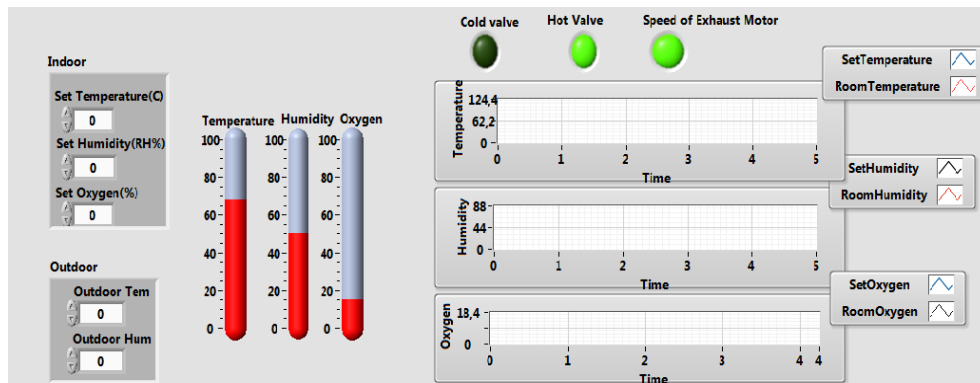 Cold valve Hot Valve Speed of Exhaust Motor
Indoor
Set Temperature(C)
0
Set Humidity(RH%)
0
Set Oxygen(%)
0
Outdoor
Outdoor Tem
0
Outdoor Hum
0
Temperature Humidity Oxygen
100 100 100
80 80 80
60 60 60
40 40 40
20 20 20
0 0 0
SetTemperature
RoomTemperature
Temperature
124,4
62,2
0
0 1 2 3 4 5
Time
SetHumidity
RoomHumidity
Humidity
88
44
0
0 1 2 3 4 5
Time
SetOxygen
RoomOxygen
Oxygen
18,4
0
0 1 2 3 4 4
Time